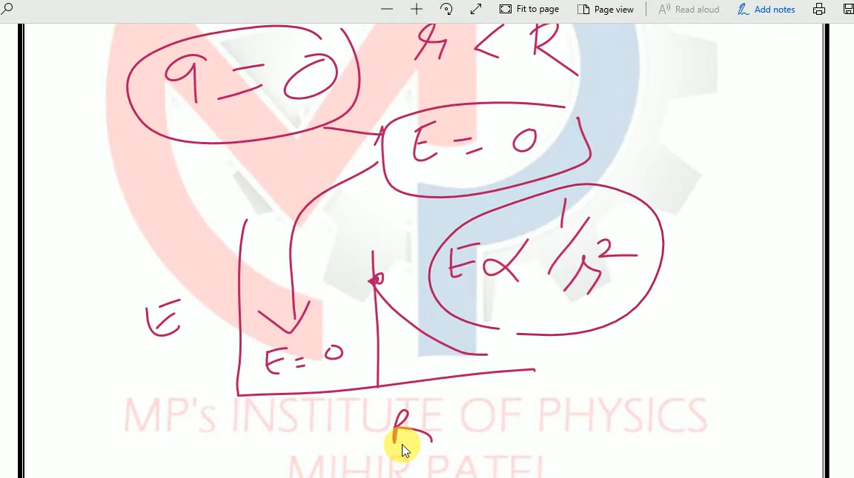 Fit to page
Page view
Read aloud
Add notes
q = 0
r < R
E = 0
E ∝ 1/r²
E
E = 0
R
MP's INSTITUTE OF PHYSICS
MIHIR PATEL